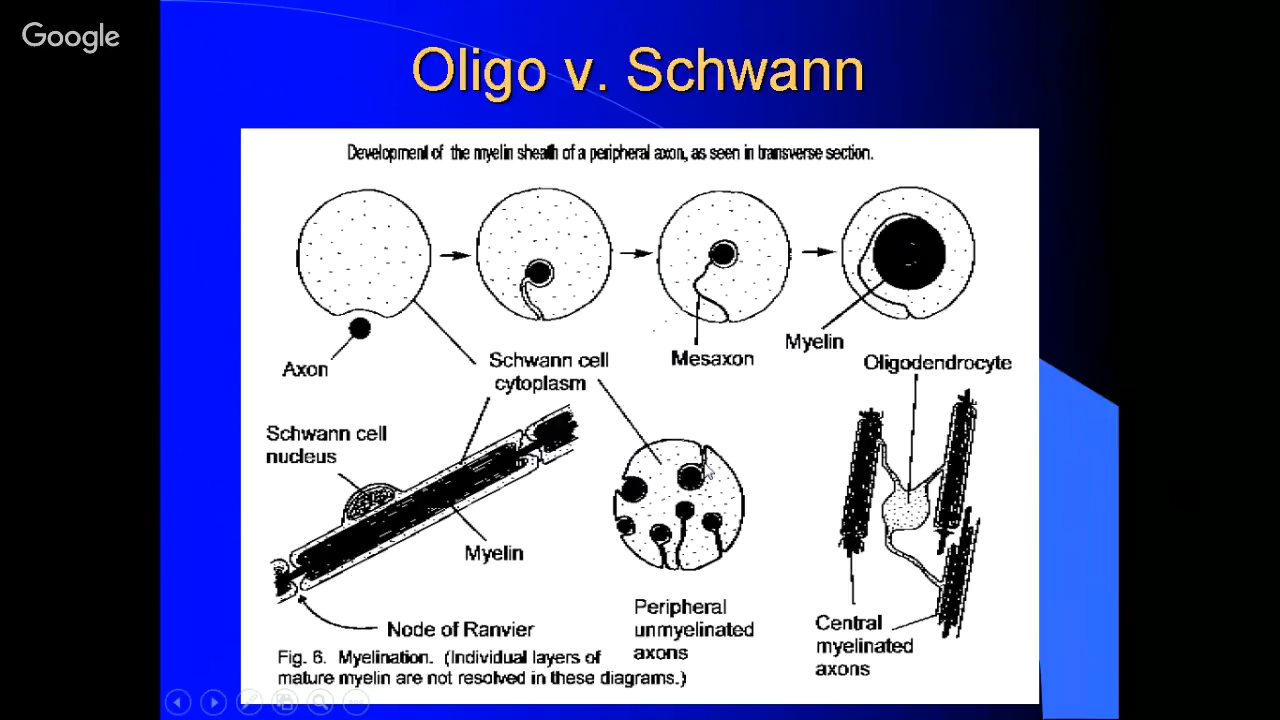 Google
Oligo v. Schwann
Development of the myelin sheath of a peripheral axon, as seen in transverse section.
Axon
Schwann cell
cytoplasm
Mesaxon
Myelin
Oligodendrocyte
Schwann cell
nucleus
Myelin
Node of Ranvier
Peripheral
unmyelinated
axons
Central
myelinated
axons
Fig. 6. Myelination. (Individual layers of
mature myelin are not resolved in these diagrams.)